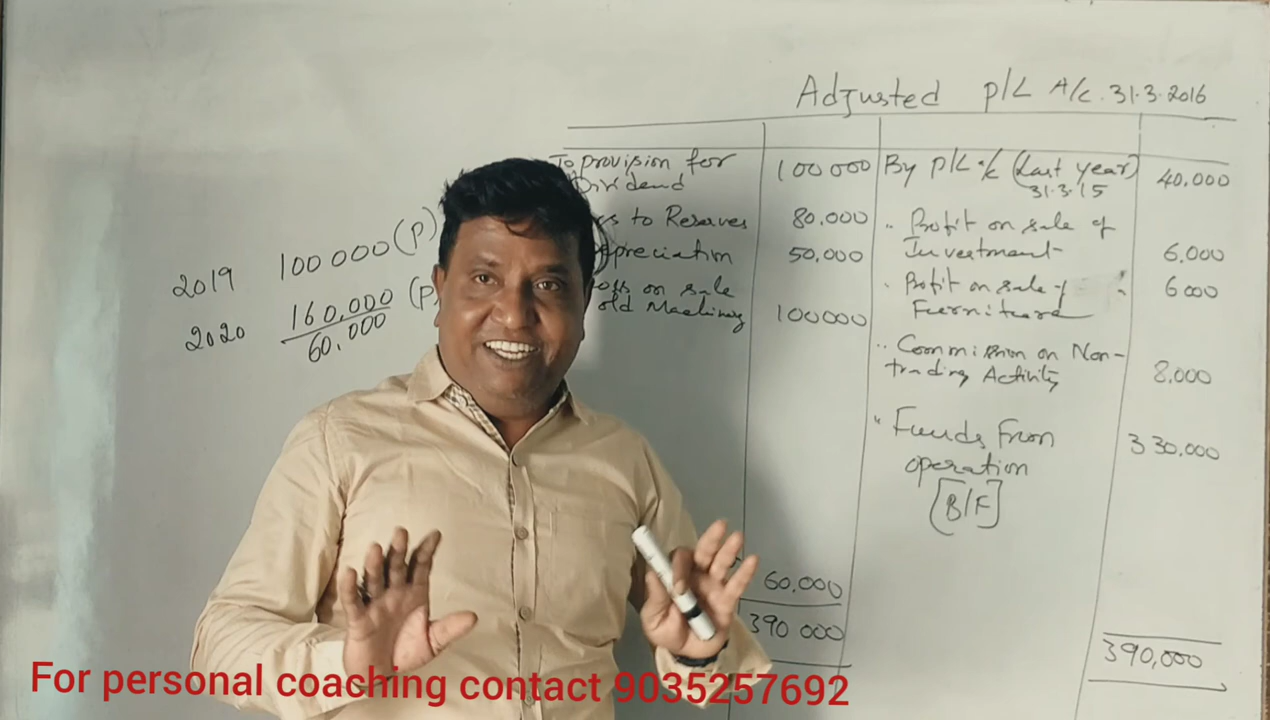 Adjusted P/L A/c. 31.3.2016
To provision for
Dividend
100000
to Reserves
80.000
preciation
50,000
on sale
old Machinery
100000
60,000
390 000
By P/L a/c (Last year)
31.3.15
40,000
" Profit on sale of
Investment
6.000
" Profit on sale of
Furniture
6000
" Commission on Non-
trading Activity
8.000
" Funds From
operation
[B/F]
330,000
390,000
2019 100000 (P)
2020 160,000 (P)
60,000
For personal coaching contact 9035257692